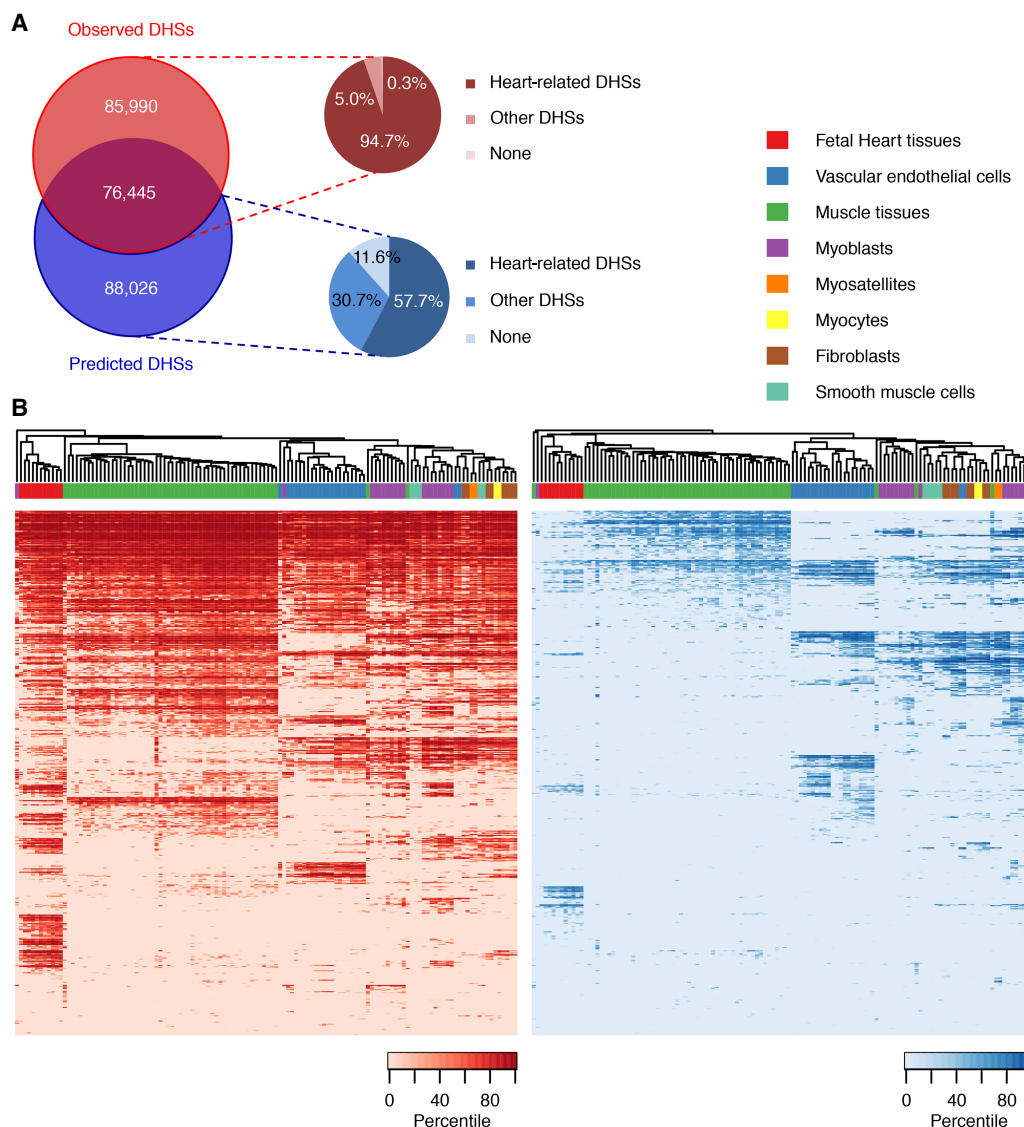 A
Observed DHSs
85,990
76,445
88,026
Predicted DHSs
0.3%
5.0%
94.7%
Heart-related DHSs
Other DHSs
None
11.6%
30.7%
57.7%
Heart-related DHSs
Other DHSs
None
Fetal Heart tissues
Vascular endothelial cells
Muscle tissues
Myoblasts
Myosatellites
Myocytes
Fibroblasts
Smooth muscle cells
B
0 40 80
Percentile
0 40 80
Percentile